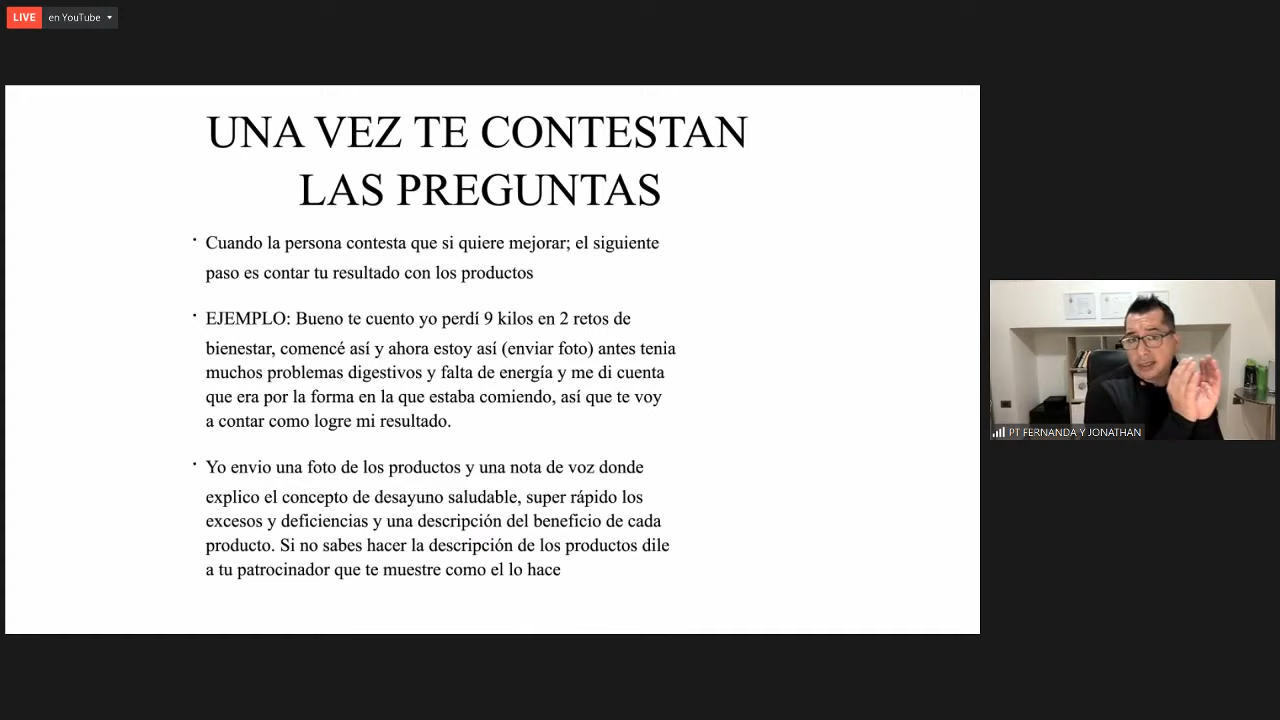 LIVE en YouTube
UNA VEZ TE CONTESTAN
LAS PREGUNTAS
· Cuando la persona contesta que si quiere mejorar; el siguiente
paso es contar tu resultado con los productos
· EJEMPLO: Bueno te cuento yo perdí 9 kilos en 2 retos de
bienestar, comencé así y ahora estoy así (enviar foto) antes tenia
muchos problemas digestivos y falta de energía y me di cuenta
que era por la forma en la que estaba comiendo, así que te voy
a contar como logre mi resultado.
· Yo envio una foto de los productos y una nota de voz donde
explico el concepto de desayuno saludable, super rápido los
excesos y deficiencias y una descripción del beneficio de cada
producto. Si no sabes hacer la descripción de los productos dile
a tu patrocinador que te muestre como el lo hace
PT FERNANDA Y JONATHAN